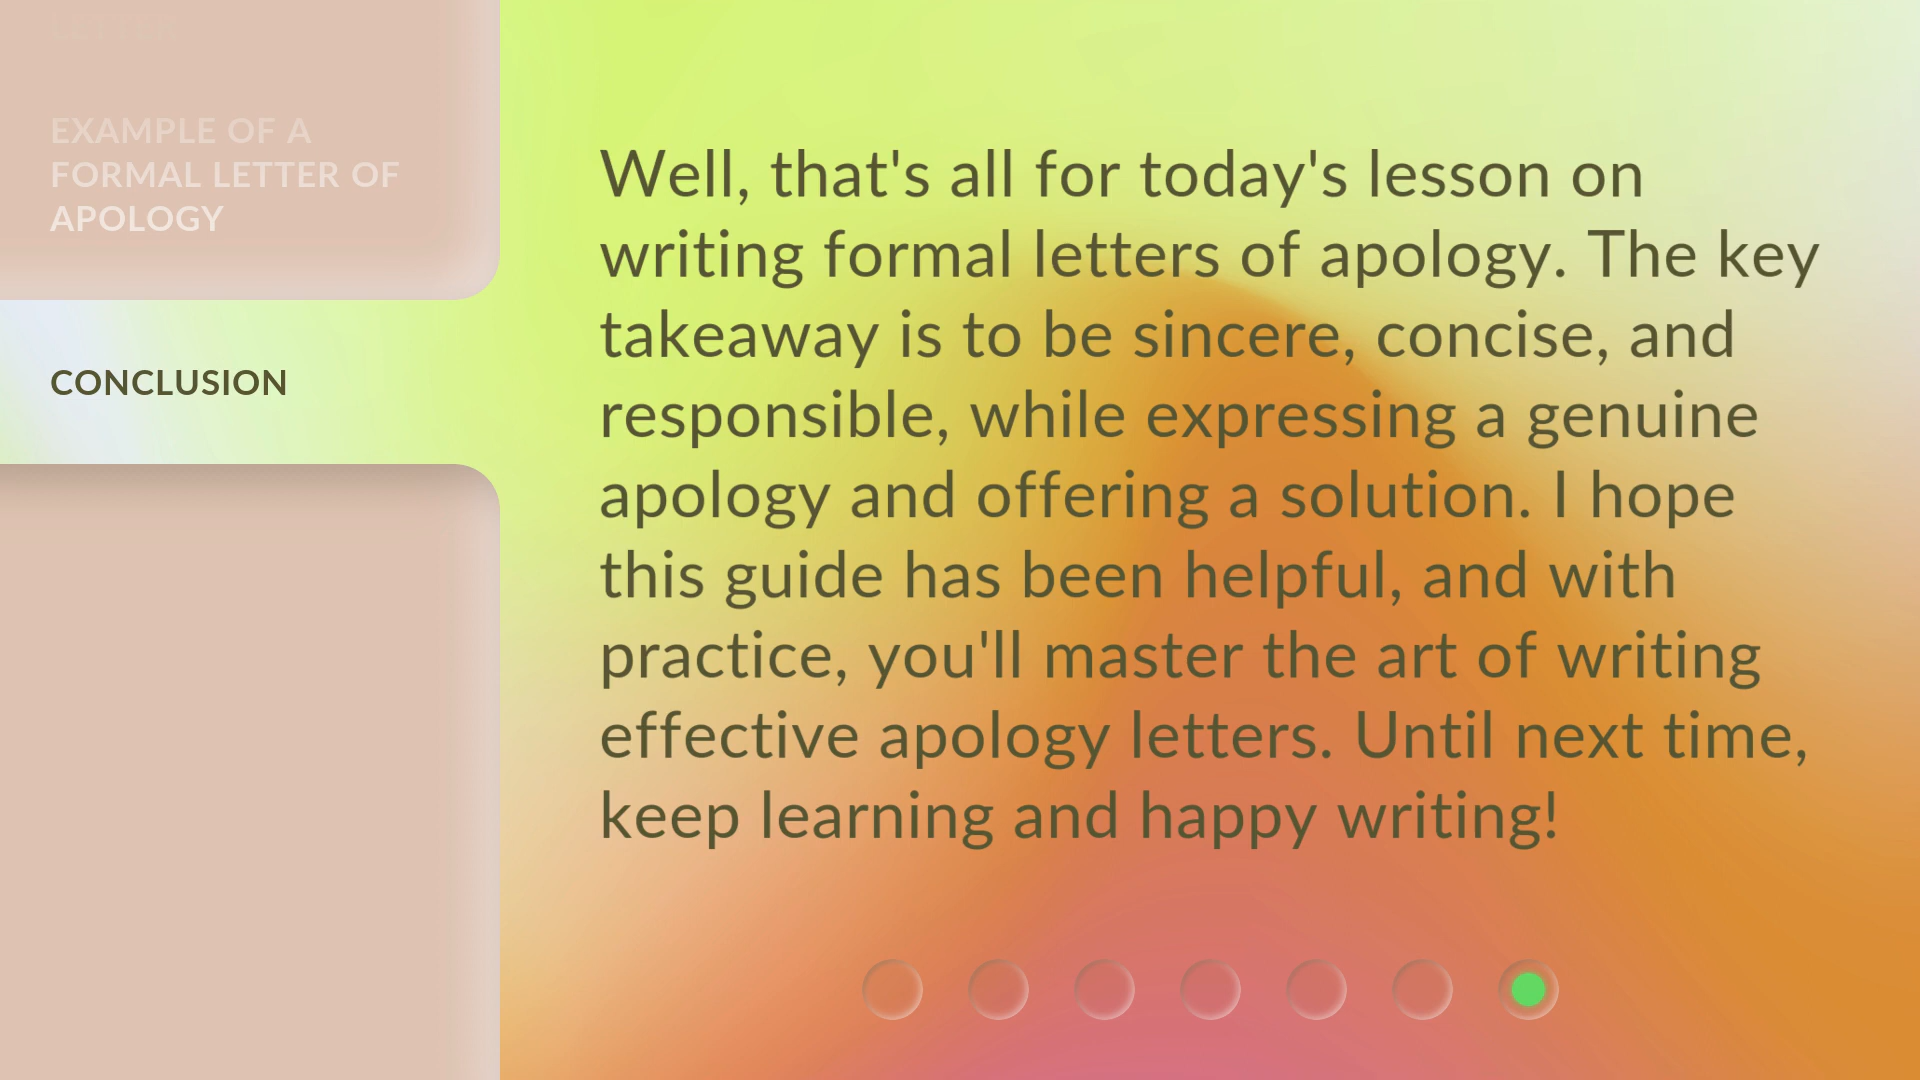 EXAMPLE OF A
FORMAL LETTER OF
APOLOGY
CONCLUSION
Well, that's all for today's lesson on
writing formal letters of apology. The key
takeaway is to be sincere, concise, and
responsible, while expressing a genuine
apology and offering a solution. I hope
this guide has been helpful, and with
practice, you'll master the art of writing
effective apology letters. Until next time,
keep learning and happy writing!